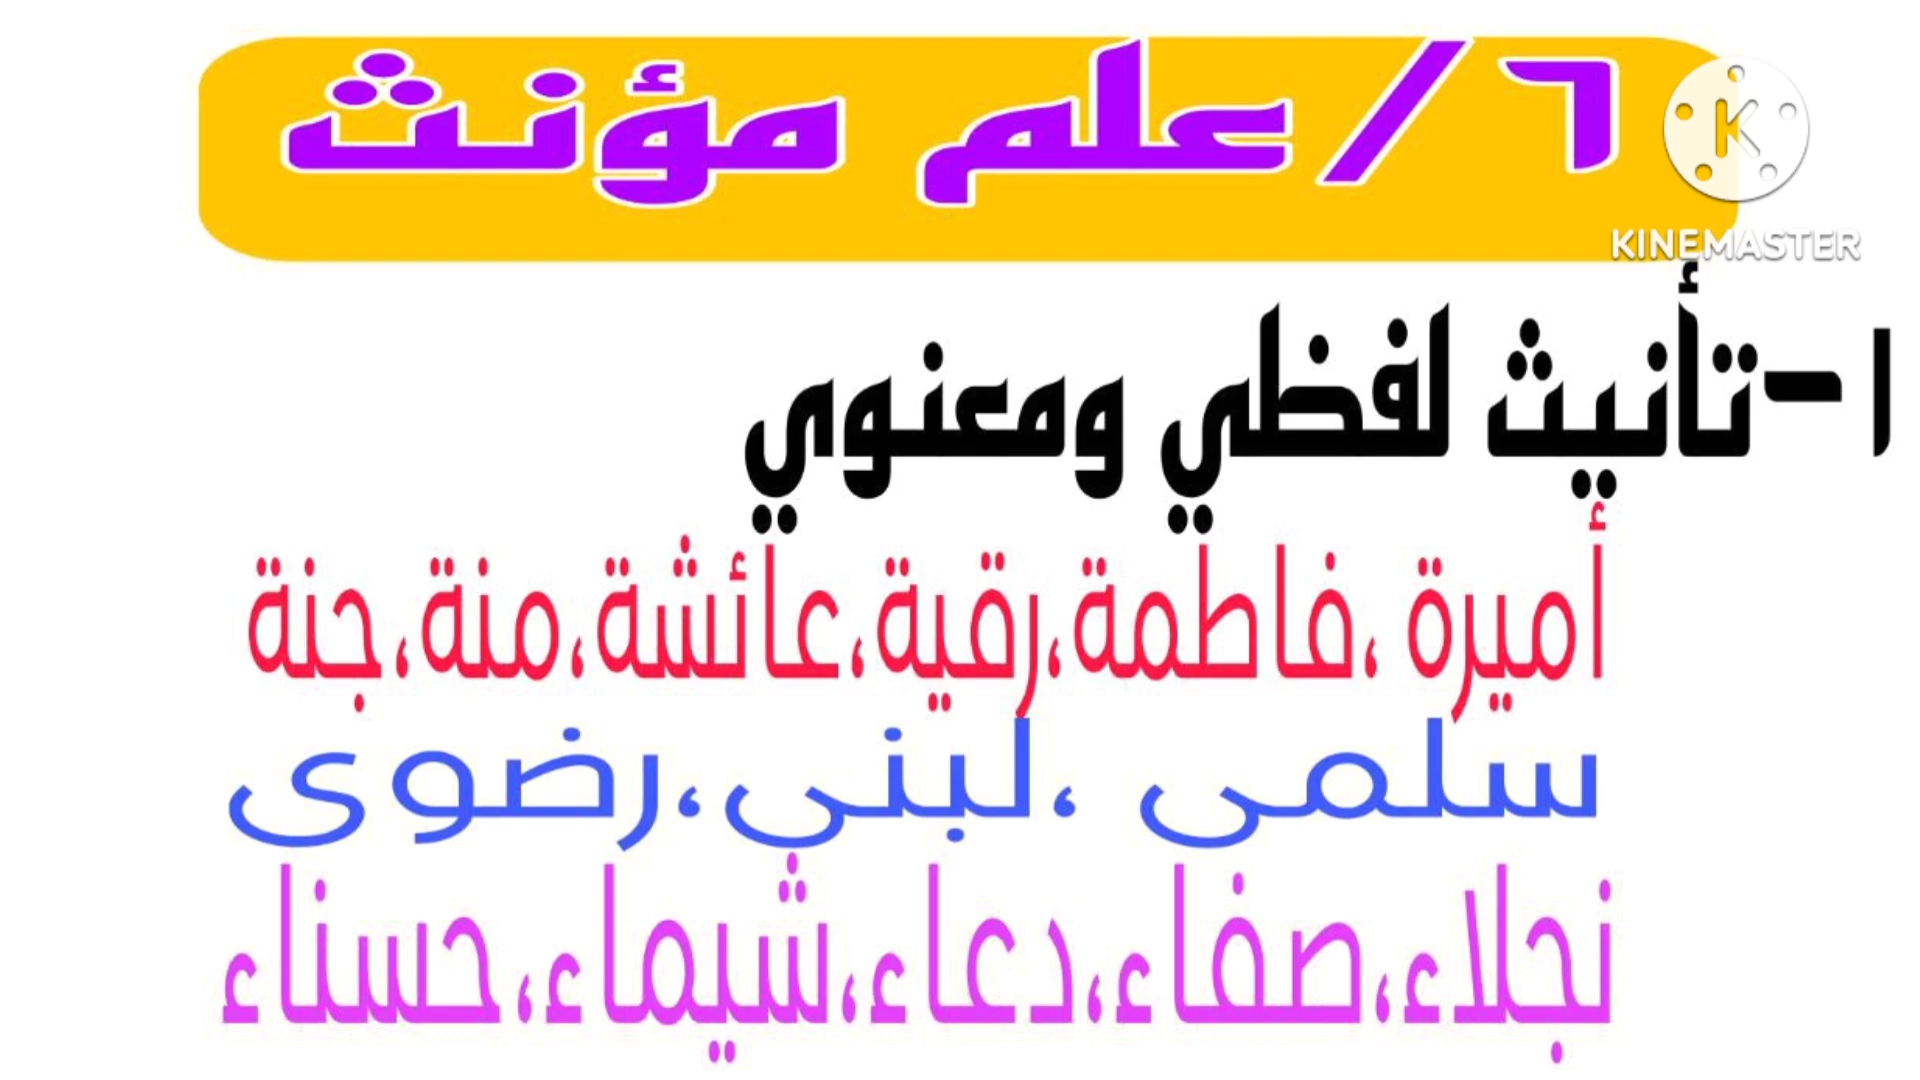 ٦/علم مؤنث
KINEMASTER
١-تأنيث لفظي ومعنوي
أميرة ،فاطمة،رقية،عائشة،منة،جنة
سلمى ،لبنى،رضوى
نجلاء،صفاء،دعاء،شيماء،حسناء